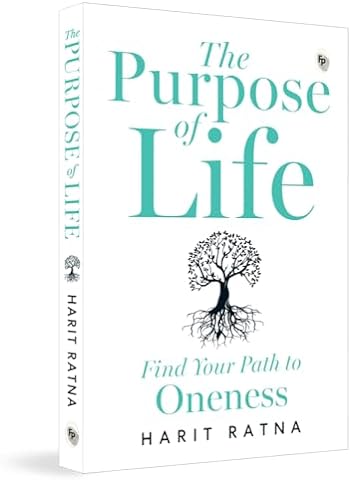 The
Purpose
of
Life
Find Your Path to
Oneness
HARIT RATNA
FP
The PURPOSE of LIFE
HARIT RATNA
FP